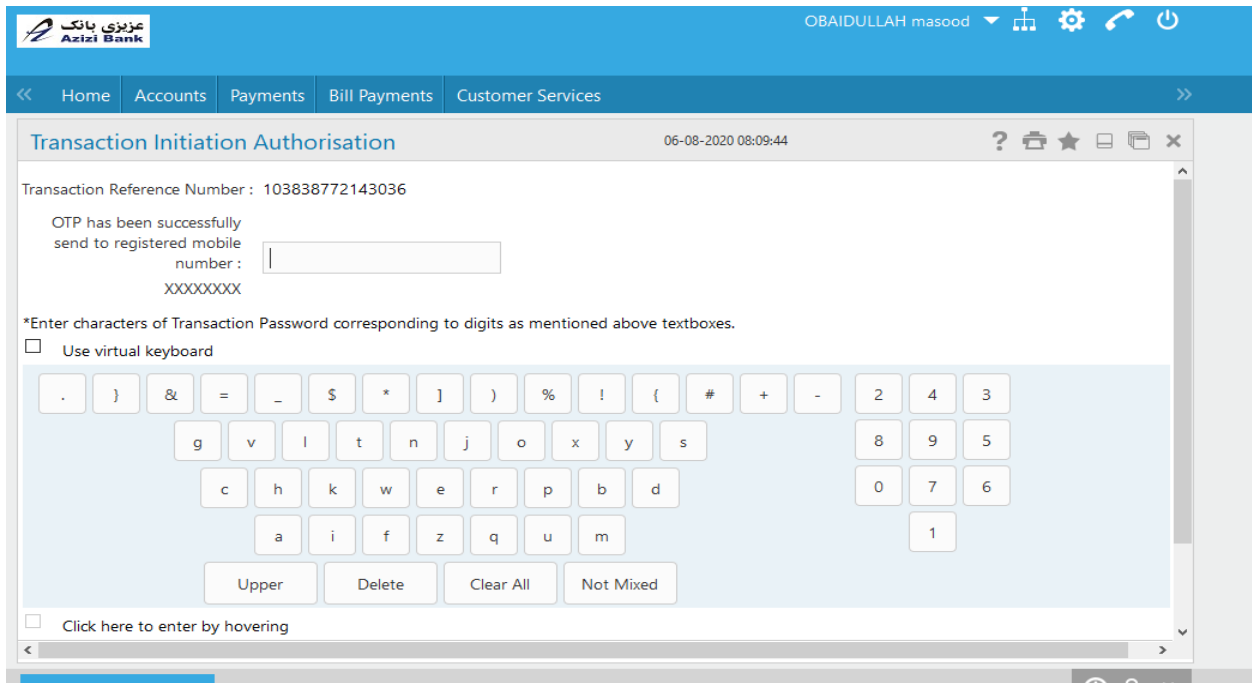 عزیزی بانک
Azizi Bank
OBAIDULLAH masood
Home Accounts Payments Bill Payments Customer Services
Transaction Initiation Authorisation 06-08-2020 08:09:44
Transaction Reference Number : 103838772143036
OTP has been successfully
send to registered mobile
number :
XXXXXXXX
*Enter characters of Transaction Password corresponding to digits as mentioned above textboxes.
Use virtual keyboard
. } & = _ $ * ] ) % ! { # + - 2 4 3
g v l t n j o x y s 8 9 5
c h k w e r p b d 0 7 6
a i f z q u m 1
Upper Delete Clear All Not Mixed
Click here to enter by hovering